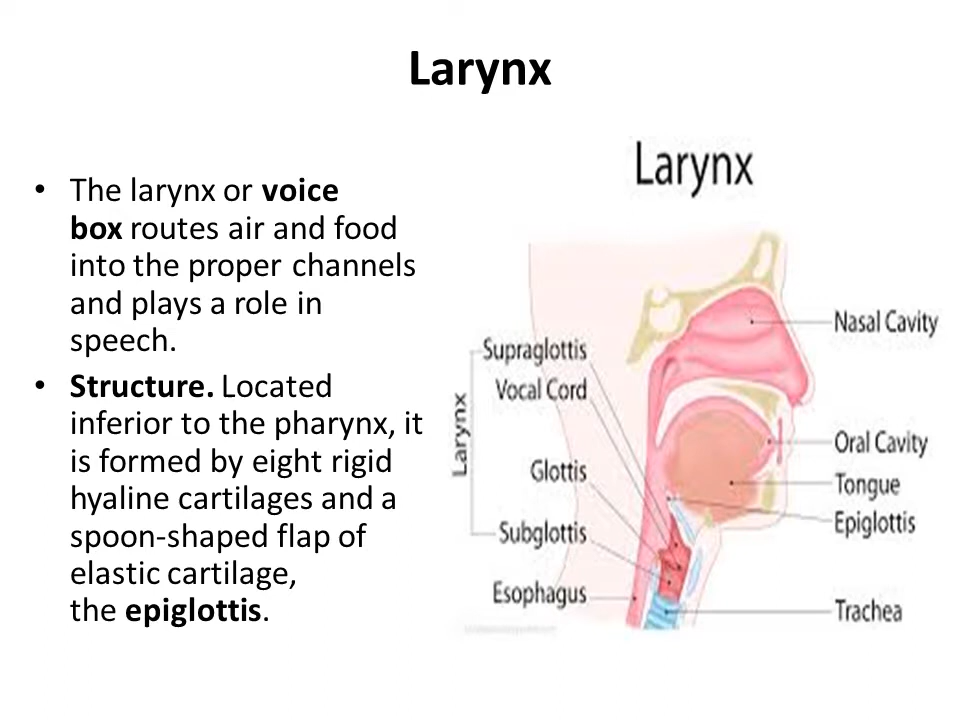 Larynx
• The larynx or voice
box routes air and food
into the proper channels
and plays a role in
speech.
• Structure. Located
inferior to the pharynx, it
is formed by eight rigid
hyaline cartilages and a
spoon-shaped flap of
elastic cartilage,
the epiglottis.
Larynx
Larynx
Supraglottis
Vocal Cord
Glottis
Subglottis
Esophagus
Nasal Cavity
Oral Cavity
Tongue
Epiglottis
Trachea